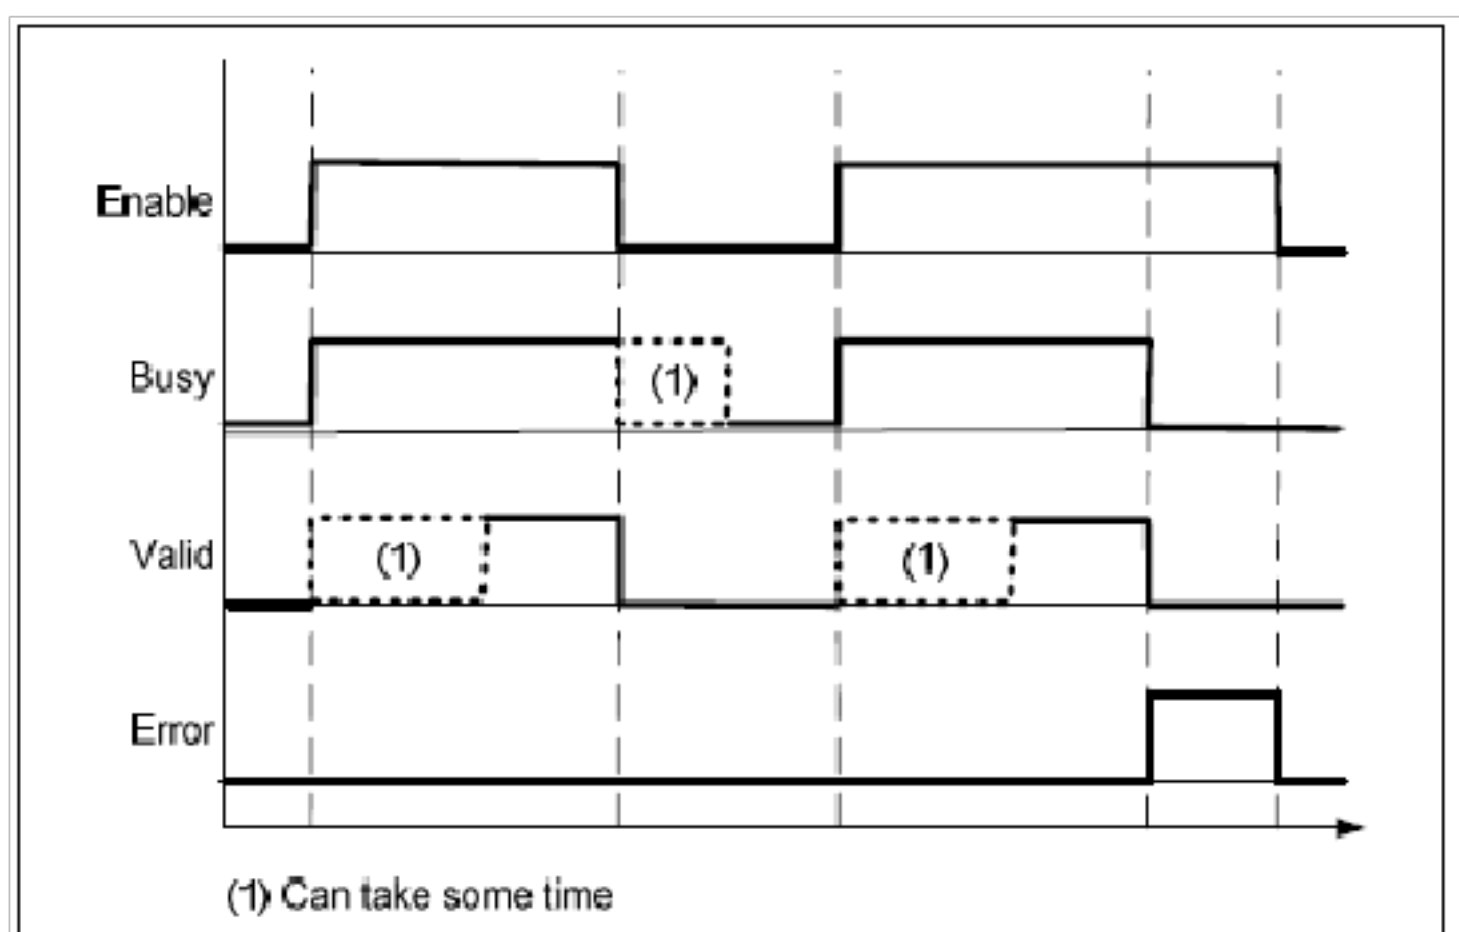 Enable
Busy
(1)
Valid
(1)
(1)
Error
(1) Can take some time